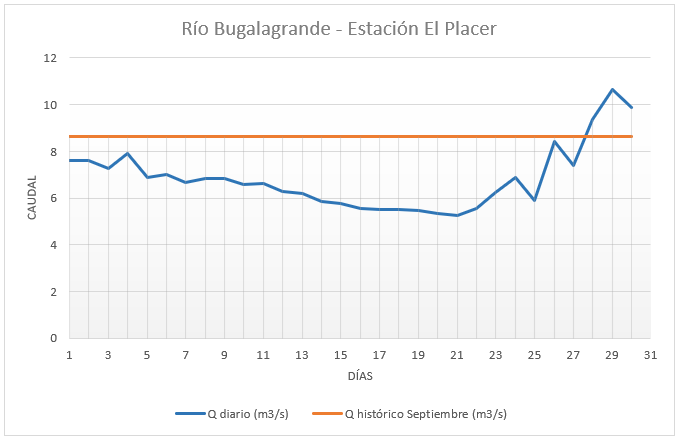 Río Bugalagrande - Estación El Placer
12
10
8
6
4
2
0
CAUDAL
1 3 5 7 9 11 13 15 17 19 21 23 25 27 29 31
DÍAS
Q diario (m3/s) Q histórico Septiembre (m3/s)